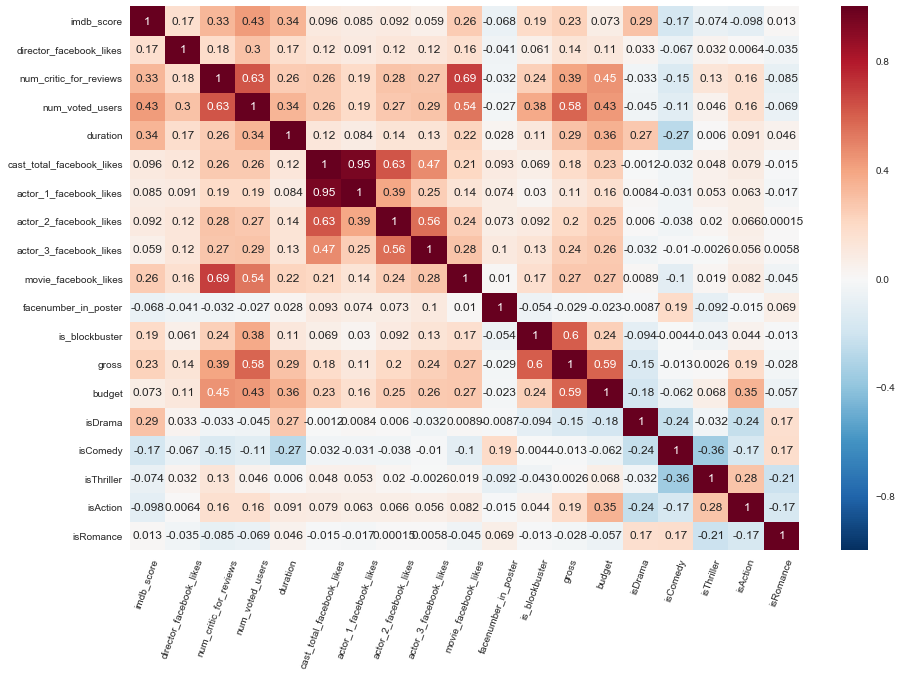 imdb_score 1 0.17 0.33 0.43 0.34 0.096 0.085 0.092 0.059 0.26 -0.068 0.19 0.23 0.073 0.29 -0.17 -0.074 -0.098 0.013
director_facebook_likes 0.17 1 0.18 0.3 0.17 0.12 0.091 0.12 0.12 0.16 -0.041 0.061 0.14 0.11 0.033 -0.067 0.032 0.0064 -0.035
num_critic_for_reviews 0.33 0.18 1 0.63 0.26 0.26 0.19 0.28 0.27 0.69 -0.032 0.24 0.39 0.45 -0.033 -0.15 0.13 0.16 -0.085
num_voted_users 0.43 0.3 0.63 1 0.34 0.26 0.19 0.27 0.29 0.54 -0.027 0.38 0.58 0.43 -0.045 -0.11 0.046 0.16 -0.069
duration 0.34 0.17 0.26 0.34 1 0.12 0.084 0.14 0.13 0.22 0.028 0.11 0.29 0.36 0.27 -0.27 0.006 0.091 0.046
cast_total_facebook_likes 0.096 0.12 0.26 0.26 0.12 1 0.95 0.63 0.47 0.21 0.093 0.069 0.18 0.23 -0.0012 -0.032 0.048 0.079 -0.015
actor_1_facebook_likes 0.085 0.091 0.19 0.19 0.084 0.95 1 0.39 0.25 0.14 0.074 0.03 0.11 0.16 0.0084 -0.031 0.053 0.063 -0.017
actor_2_facebook_likes 0.092 0.12 0.28 0.27 0.14 0.63 0.39 1 0.56 0.24 0.073 0.092 0.2 0.25 0.006 -0.038 0.02 0.066 0.00015
actor_3_facebook_likes 0.059 0.12 0.27 0.29 0.13 0.47 0.25 0.56 1 0.28 0.1 0.13 0.24 0.26 -0.032 -0.01 -0.0026 0.056 0.0058
movie_facebook_likes 0.26 0.16 0.69 0.54 0.22 0.21 0.14 0.24 0.28 1 0.01 0.17 0.27 0.27 0.0089 -0.1 0.019 0.082 -0.045
facenumber_in_poster -0.068 -0.041 -0.032 -0.027 0.028 0.093 0.074 0.073 0.1 0.01 1 -0.054 -0.029 -0.023 -0.0087 0.19 -0.092 -0.015 0.069
is_blockbuster 0.19 0.061 0.24 0.38 0.11 0.069 0.03 0.092 0.13 0.17 -0.054 1 0.6 0.24 -0.094 -0.0044 -0.043 0.044 -0.013
gross 0.23 0.14 0.39 0.58 0.29 0.18 0.11 0.2 0.24 0.27 -0.029 0.6 1 0.59 -0.15 -0.013 0.0026 0.19 -0.028
budget 0.073 0.11 0.45 0.43 0.36 0.23 0.16 0.25 0.26 0.27 -0.023 0.24 0.59 1 -0.18 -0.062 0.068 0.35 -0.057
isDrama 0.29 0.033 -0.033 -0.045 0.27 -0.0012 0.0084 0.006 -0.032 0.0089 -0.0087 -0.094 -0.15 -0.18 1 -0.24 -0.032 -0.24 0.17
isComedy -0.17 -0.067 -0.15 -0.11 -0.27 -0.032 -0.031 -0.038 -0.01 -0.1 0.19 -0.0044 -0.013 -0.062 -0.24 1 -0.36 -0.17 0.17
isThriller -0.074 0.032 0.13 0.046 0.006 0.048 0.053 0.02 -0.0026 0.019 -0.092 -0.043 0.0026 0.068 -0.032 -0.36 1 0.28 -0.21
isAction -0.098 0.0064 0.16 0.16 0.091 0.079 0.063 0.066 0.056 0.082 -0.015 0.044 0.19 0.35 -0.24 -0.17 0.28 1 -0.17
isRomance 0.013 -0.035 -0.085 -0.069 0.046 -0.015 -0.017 0.00015 0.0058 -0.045 0.069 -0.013 -0.028 -0.057 0.17 0.17 -0.21 -0.17 1
imdb_score
director_facebook_likes
num_critic_for_reviews
num_voted_users
duration
cast_total_facebook_likes
actor_1_facebook_likes
actor_2_facebook_likes
actor_3_facebook_likes
movie_facebook_likes
facenumber_in_poster
is_blockbuster
gross
budget
isDrama
isComedy
isThriller
isAction
isRomance
0.8
0.4
0.0
−0.4
−0.8